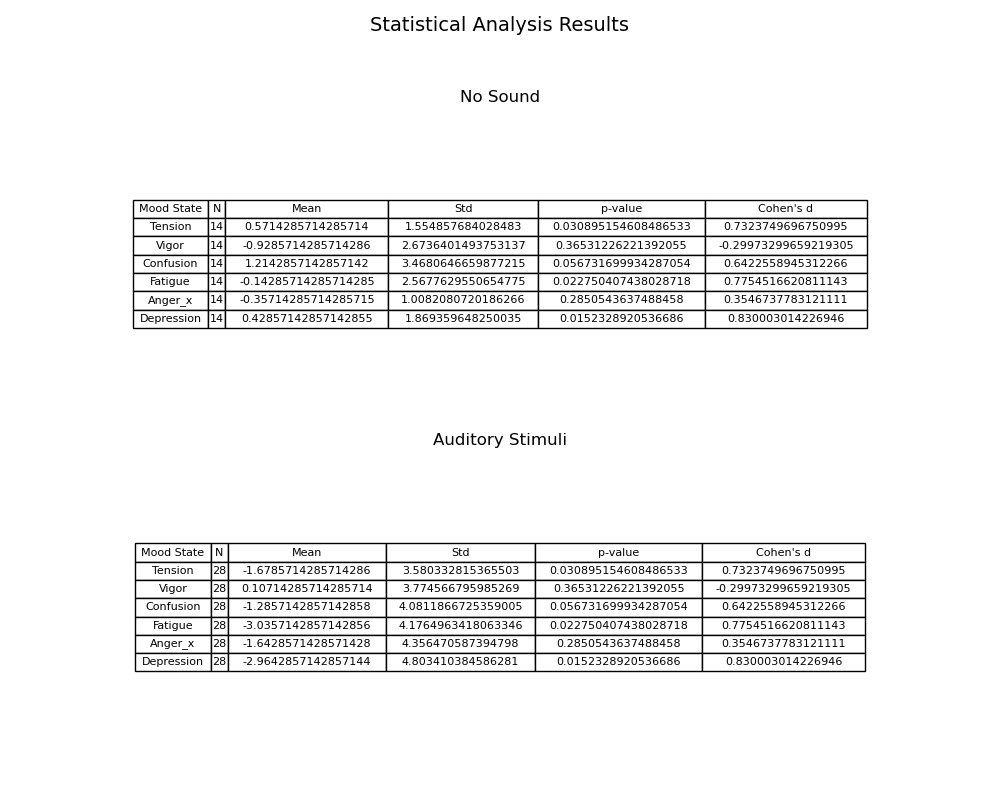 Statistical Analysis Results
No Sound
Mood State N Mean Std p-value Cohen's d
Tension 14 0.5714285714285714 1.554857684028483 0.030895154608486533 0.7323749696750995
Vigor 14 -0.9285714285714286 2.6736401493753137 0.36531226221392055 -0.29973299659219305
Confusion 14 1.2142857142857142 3.4680646659877215 0.056731699934287054 0.6422558945312266
Fatigue 14 -0.14285714285714285 2.5677629550654775 0.022750407438028718 0.7754516620811143
Anger_x 14 -0.35714285714285715 1.0082080720186266 0.2850543637488458 0.3546737783121111
Depression 14 0.42857142857142855 1.869359648250035 0.0152328920536686 0.830003014226946
Auditory Stimuli
Mood State N Mean Std p-value Cohen's d
Tension 28 -1.6785714285714286 3.580332815365503 0.030895154608486533 0.7323749696750995
Vigor 28 0.10714285714285714 3.774566795985269 0.36531226221392055 -0.29973299659219305
Confusion 28 -1.2857142857142858 4.0811866725359005 0.056731699934287054 0.6422558945312266
Fatigue 28 -3.0357142857142856 4.1764963418063346 0.022750407438028718 0.7754516620811143
Anger_x 28 -1.6428571428571428 4.356470587394798 0.2850543637488458 0.3546737783121111
Depression 28 -2.9642857142857144 4.803410384586281 0.0152328920536686 0.830003014226946